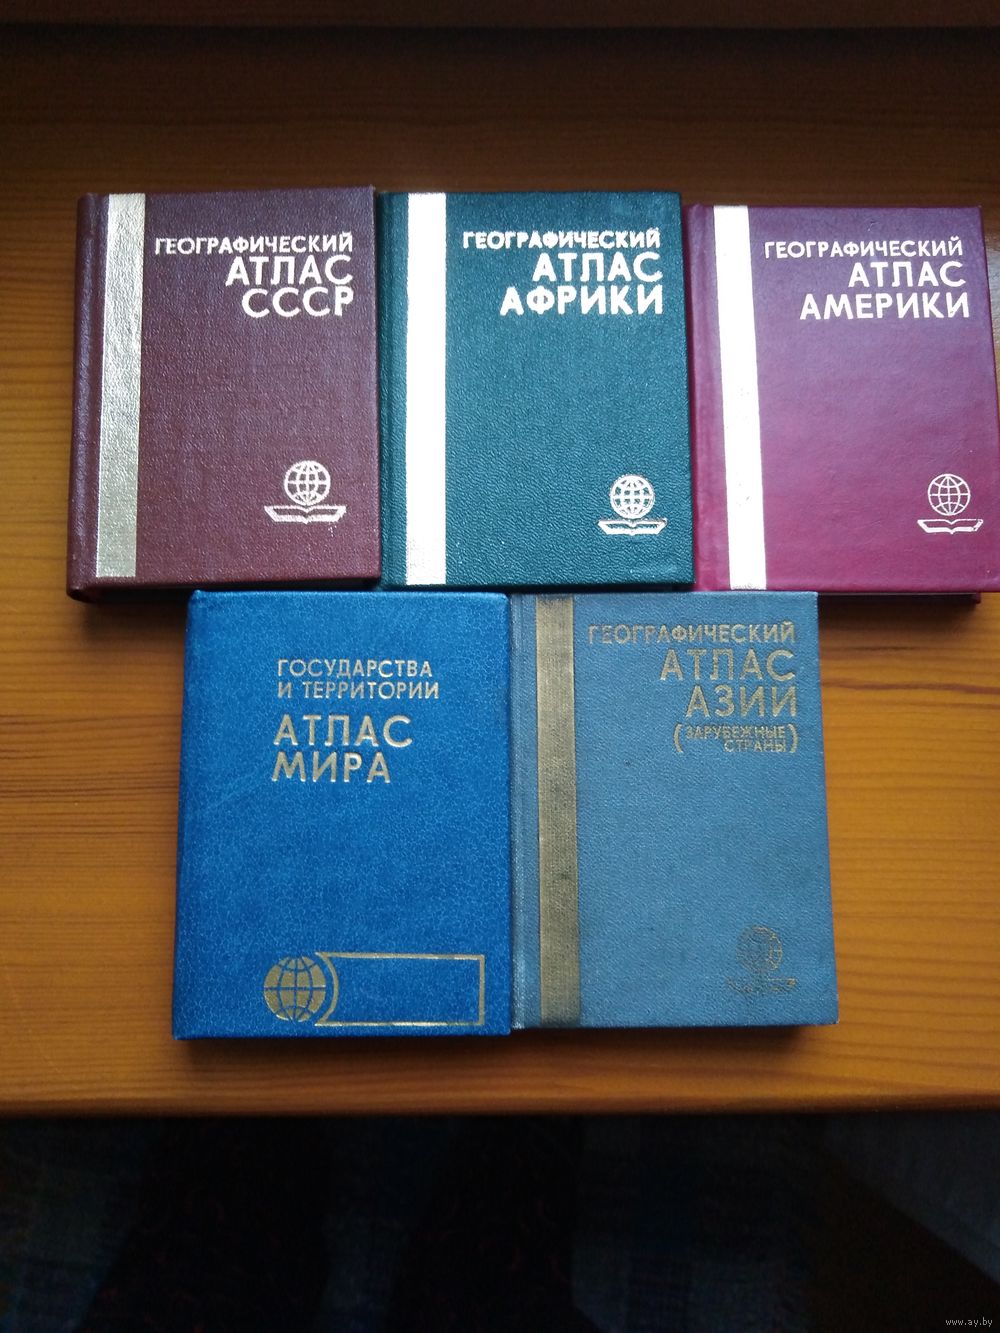 ГЕОГРАФИЧЕСКИЙ
АТЛАС
СССР
ГЕОГРАФИЧЕСКИЙ
АТЛАС
АФРИКИ
ГЕОГРАФИЧЕСКИЙ
АТЛАС
АМЕРИКИ
ГОСУДАРСТВА
И ТЕРРИТОРИИ
АТЛАС
МИРА
ГЕОГРАФИЧЕСКИЙ
АТЛАС
АЗИИ
(ЗАРУБЕЖНЫЕ
СТРАНЫ)
www.ay.by